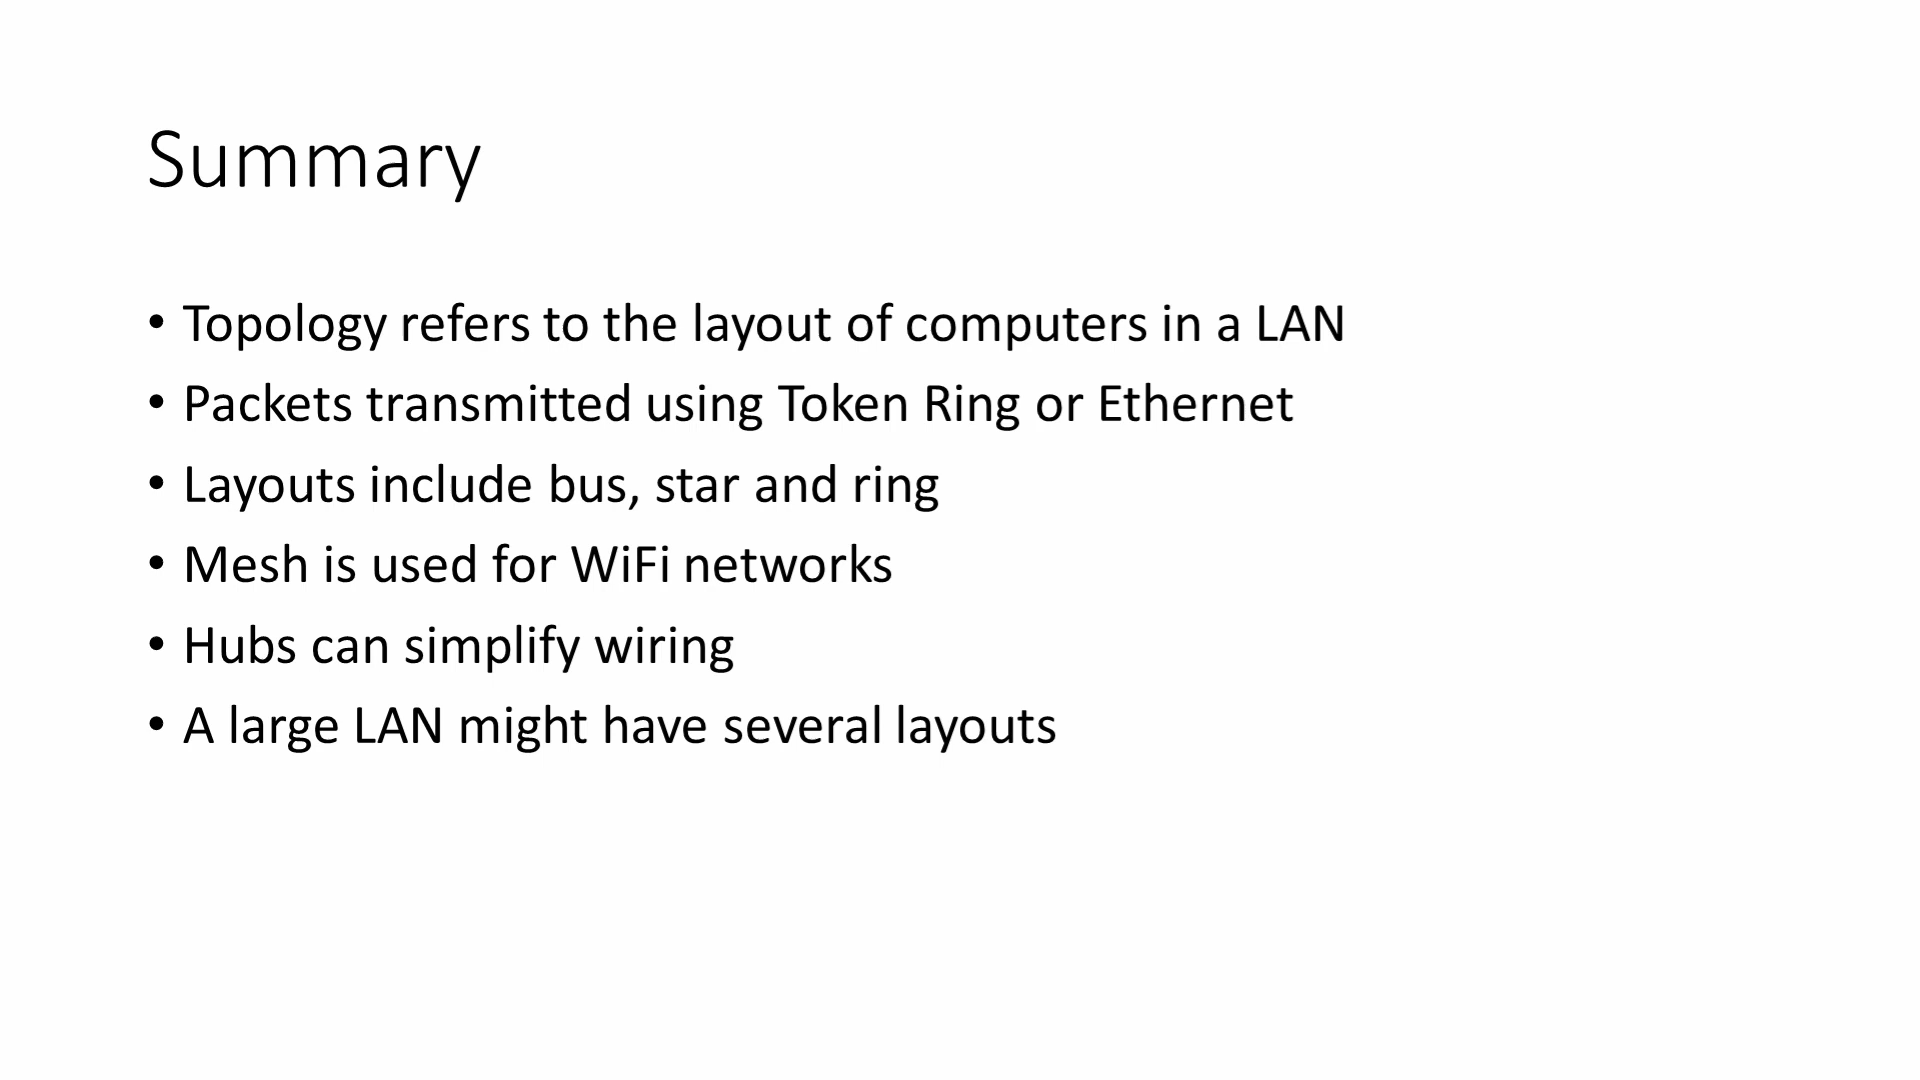 Summary
• Topology refers to the layout of computers in a LAN
• Packets transmitted using Token Ring or Ethernet
• Layouts include bus, star and ring
• Mesh is used for WiFi networks
• Hubs can simplify wiring
• A large LAN might have several layouts